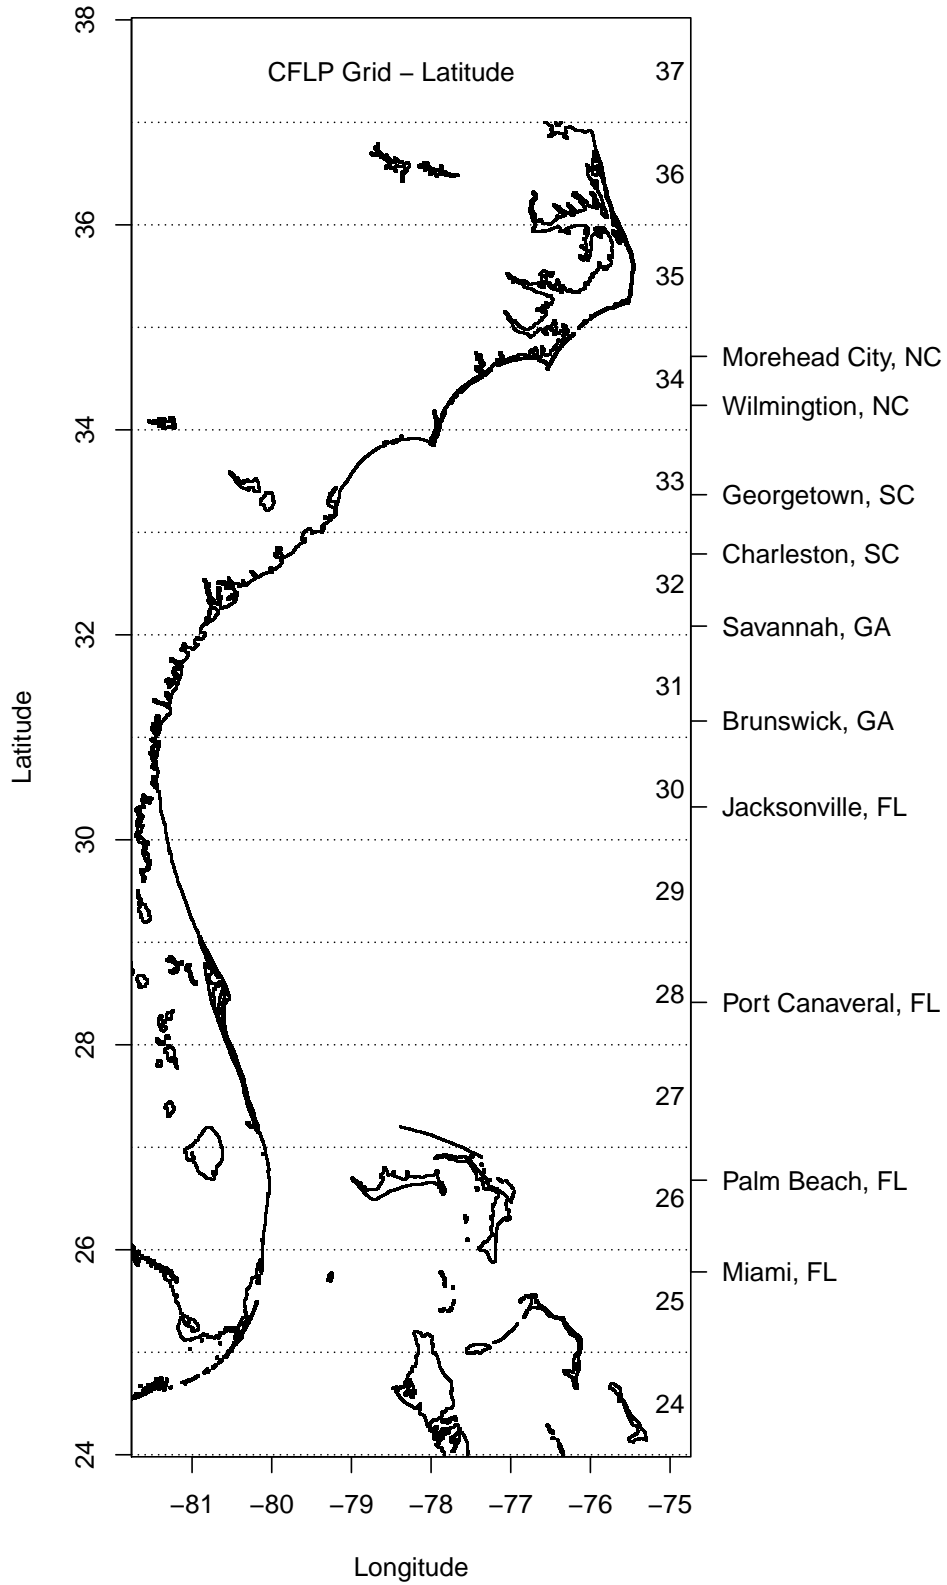 38
CFLP Grid – Latitude
37
36
36
35
Morehead City, NC
34
Wilmingtion, NC
34
33
Georgetown, SC
Charleston, SC
32
32
Savannah, GA
31
Brunswick, GA
Latitude
30
Jacksonville, FL
30
29
28
Port Canaveral, FL
28
27
Palm Beach, FL
26
26
Miami, FL
25
24
24
−81 −80 −79 −78 −77 −76 −75
Longitude